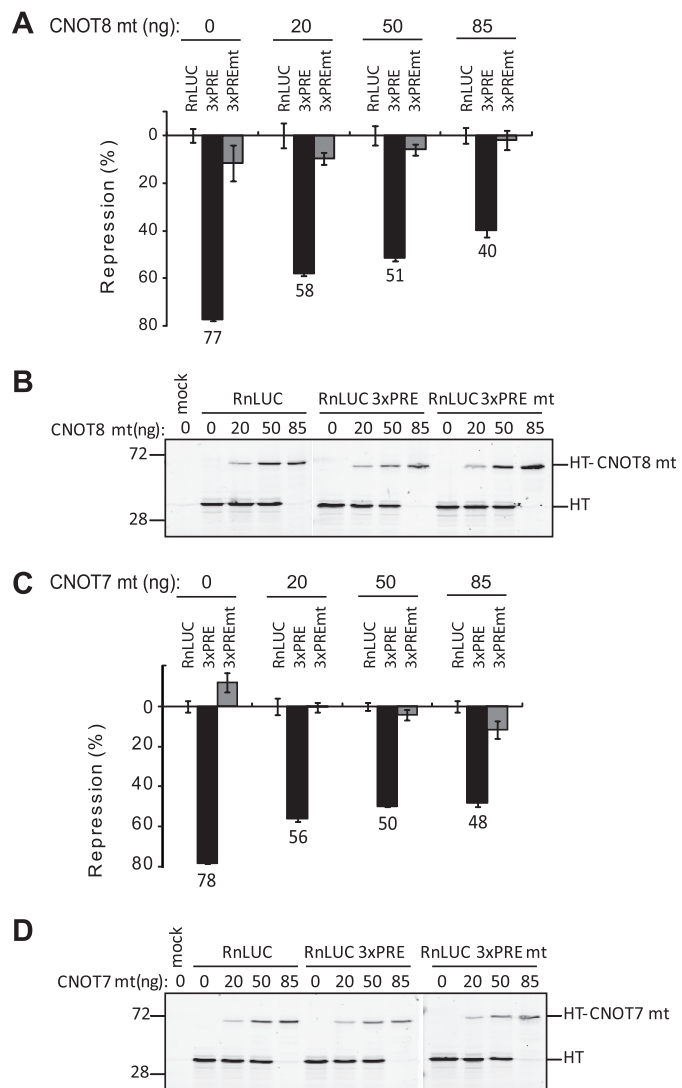 A CNOT8 mt (ng): 0 20 50 85
RnLUC 3xPRE 3xPREmt RnLUC 3xPRE 3xPREmt RnLUC 3xPRE 3xPREmt RnLUC 3xPRE 3xPREmt
Repression (%)
0
20
40
60
80
77 58 51 40
B
mock RnLUC RnLUC 3xPRE RnLUC 3xPRE mt
CNOT8 mt(ng): 0 0 20 50 85 0 20 50 85 0 20 50 85
72 HT- CNOT8 mt
HT
28
C CNOT7 mt (ng): 0 20 50 85
RnLUC 3xPRE 3xPREmt RnLUC 3xPRE 3xPREmt RnLUC 3xPRE 3xPREmt RnLUC 3xPRE 3xPREmt
Repression (%)
0
20
40
60
80
78 56 50 48
D
mock RnLUC RnLUC 3xPRE RnLUC 3xPRE mt
CNOT7 mt(ng): 0 0 20 50 85 0 20 50 85 0 20 50 85
72 HT-CNOT7 mt
HT
28